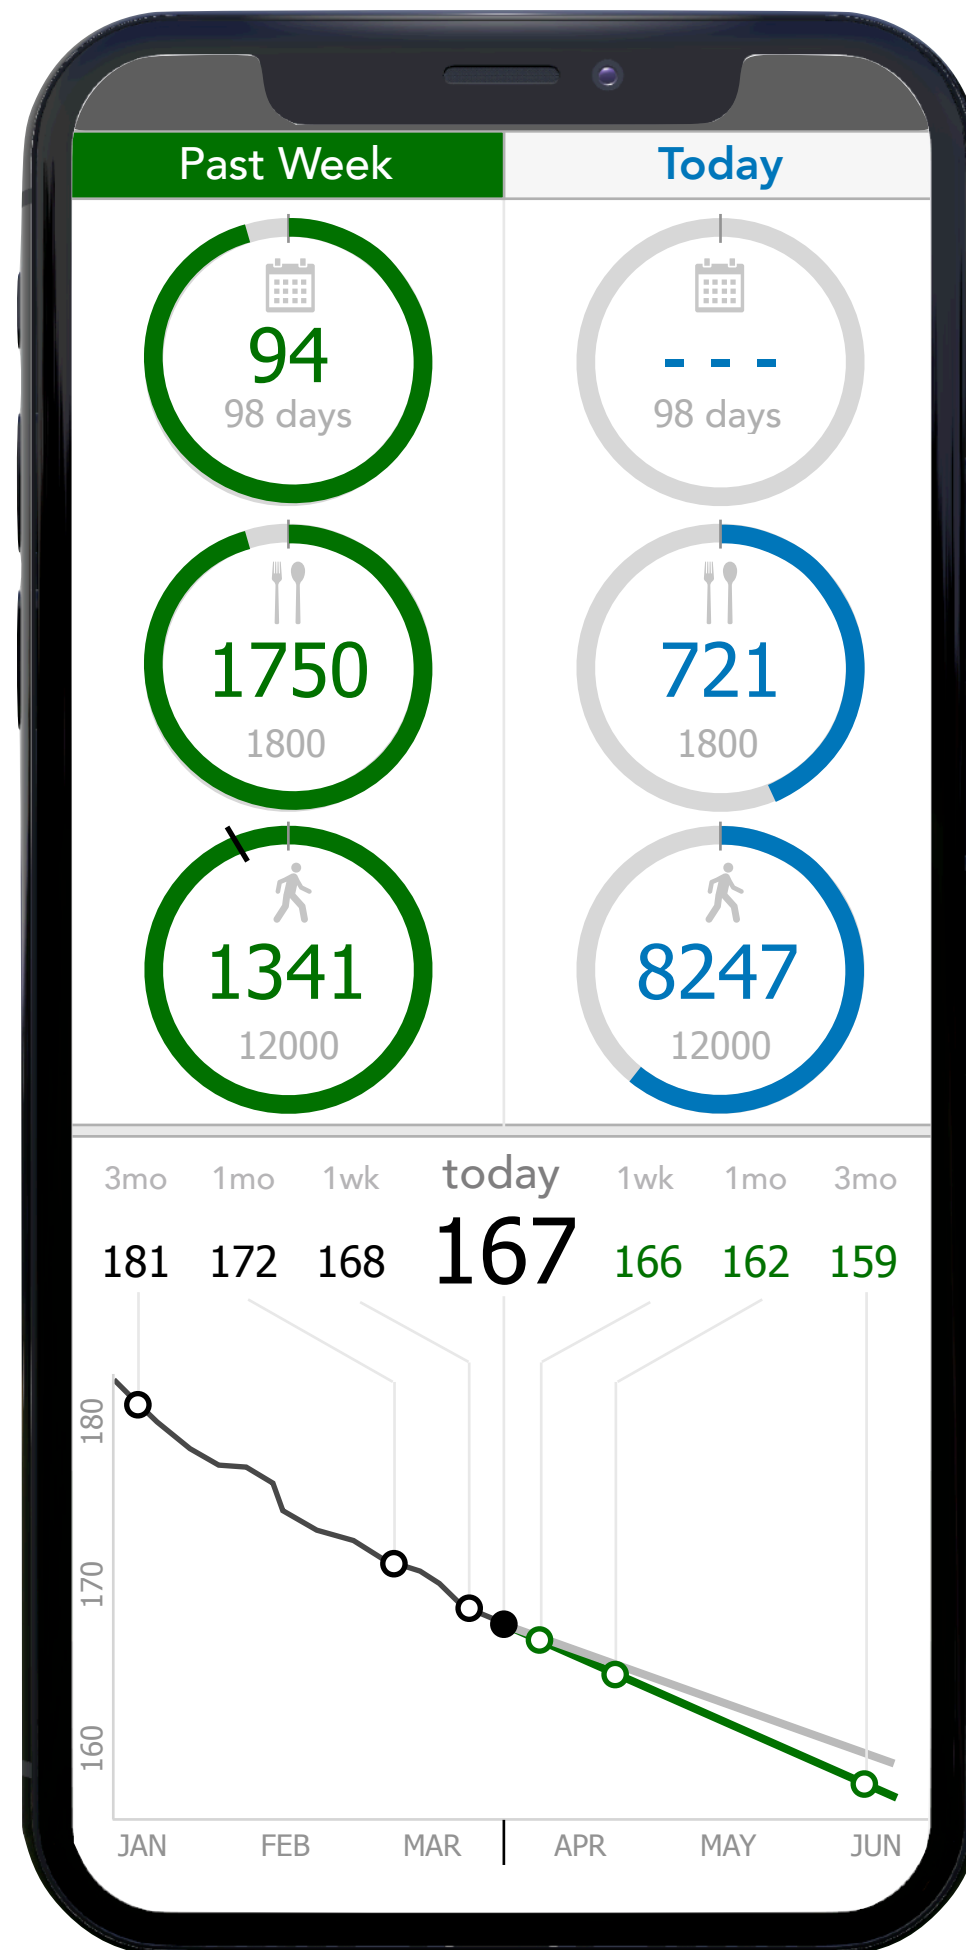 Past Week Today
94 - - -
98 days 98 days
1750 721
1800 1800
1341 8247
12000 12000
3mo 1mo 1wk today 1wk 1mo 3mo
181 172 168 167 166 162 159
180
170
160
JAN FEB MAR APR MAY JUN